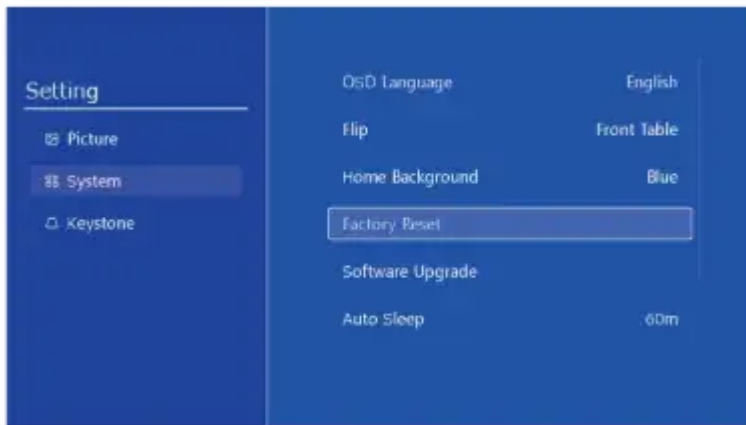 Setting
Picture
System
Keystone
OSD Language English
Flip Front Table
Home Background Blue
Factory Reset
Software Upgrade
Auto Sleep 60m